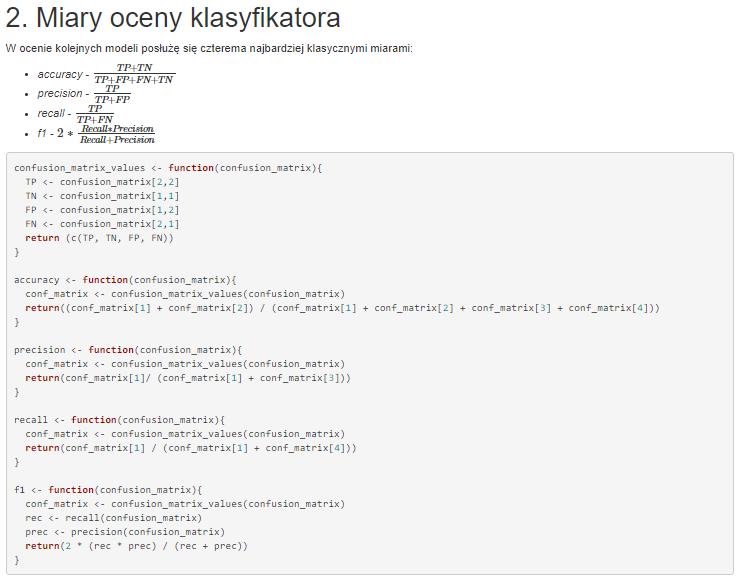 2. Miary oceny klasyfikatora
W ocenie kolejnych modeli posłużę się czterema najbardziej klasycznymi miarami:
• accuracy - TP+TN / TP+FP+FN+TN
• precision - TP / TP+FP
• recall - TP / TP+FN
• f1 - 2 * Recall*Precision / Recall+Precision
confusion_matrix_values <- function(confusion_matrix){
  TP <- confusion_matrix[2,2]
  TN <- confusion_matrix[1,1]
  FP <- confusion_matrix[1,2]
  FN <- confusion_matrix[2,1]
  return (c(TP, TN, FP, FN))
}
accuracy <- function(confusion_matrix){
  conf_matrix <- confusion_matrix_values(confusion_matrix)
  return((conf_matrix[1] + conf_matrix[2]) / (conf_matrix[1] + conf_matrix[2] + conf_matrix[3] + conf_matrix[4]))
}
precision <- function(confusion_matrix){
  conf_matrix <- confusion_matrix_values(confusion_matrix)
  return(conf_matrix[1]/ (conf_matrix[1] + conf_matrix[3]))
}
recall <- function(confusion_matrix){
  conf_matrix <- confusion_matrix_values(confusion_matrix)
  return(conf_matrix[1] / (conf_matrix[1] + conf_matrix[4]))
}
f1 <- function(confusion_matrix){
  conf_matrix <- confusion_matrix_values(confusion_matrix)
  rec <- recall(confusion_matrix)
  prec <- precision(confusion_matrix)
  return(2 * (rec * prec) / (rec + prec))
}